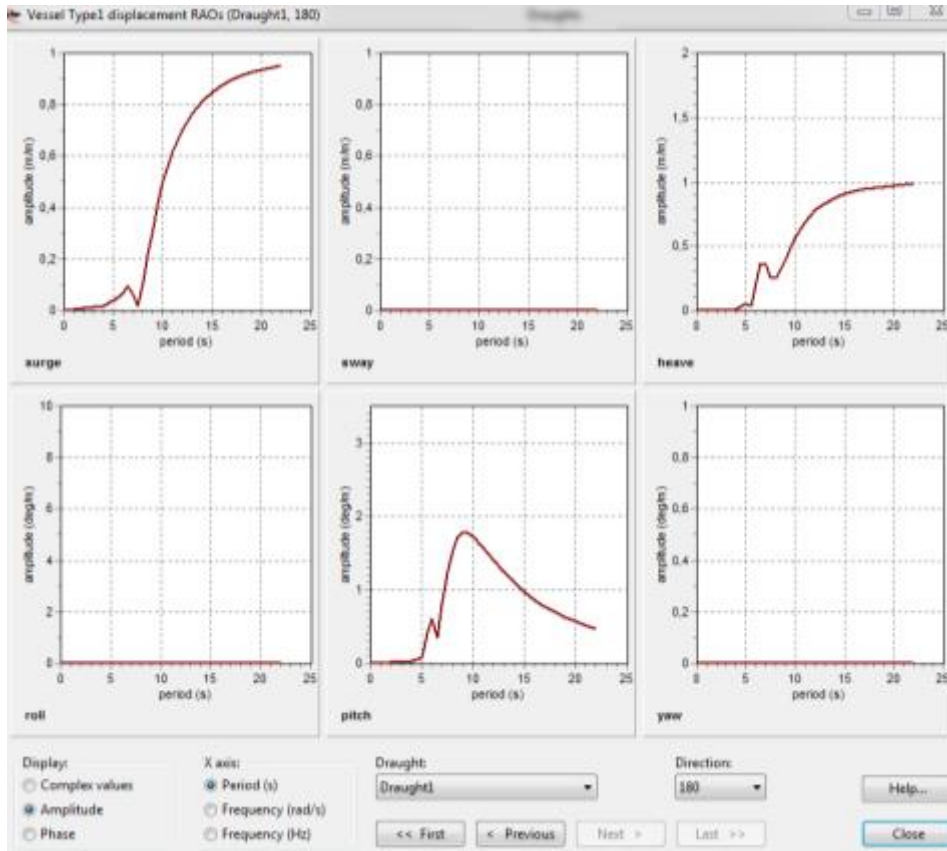 Vessel Type1 displacement RAOs (Draught1, 180)
Draughts
1
0,8
0,6
0,4
0,2
0
amplitude (m/m)
0 5 10 15 20 25
period (s)
surge
1
0,8
0,6
0,4
0,2
0
amplitude (m/m)
0 5 10 15 20 25
period (s)
sway
2
1,5
1
0,5
0
amplitude (m/m)
0 5 10 15 20 25
period (s)
heave
10
8
6
4
2
0
amplitude (deg/m)
0 5 10 15 20 25
period (s)
roll
3
2
1
0
amplitude (deg/m)
0 5 10 15 20 25
period (s)
pitch
1
0,8
0,6
0,4
0,2
0
amplitude (deg/m)
0 5 10 15 20 25
period (s)
yaw
Display:
Complex values
Amplitude
Phase
X axis:
Period (s)
Frequency (rad/s)
Frequency (Hz)
Draught:
Draught1
<< First
< Previous
Next >
Last >>
Direction:
180
Help...
Close